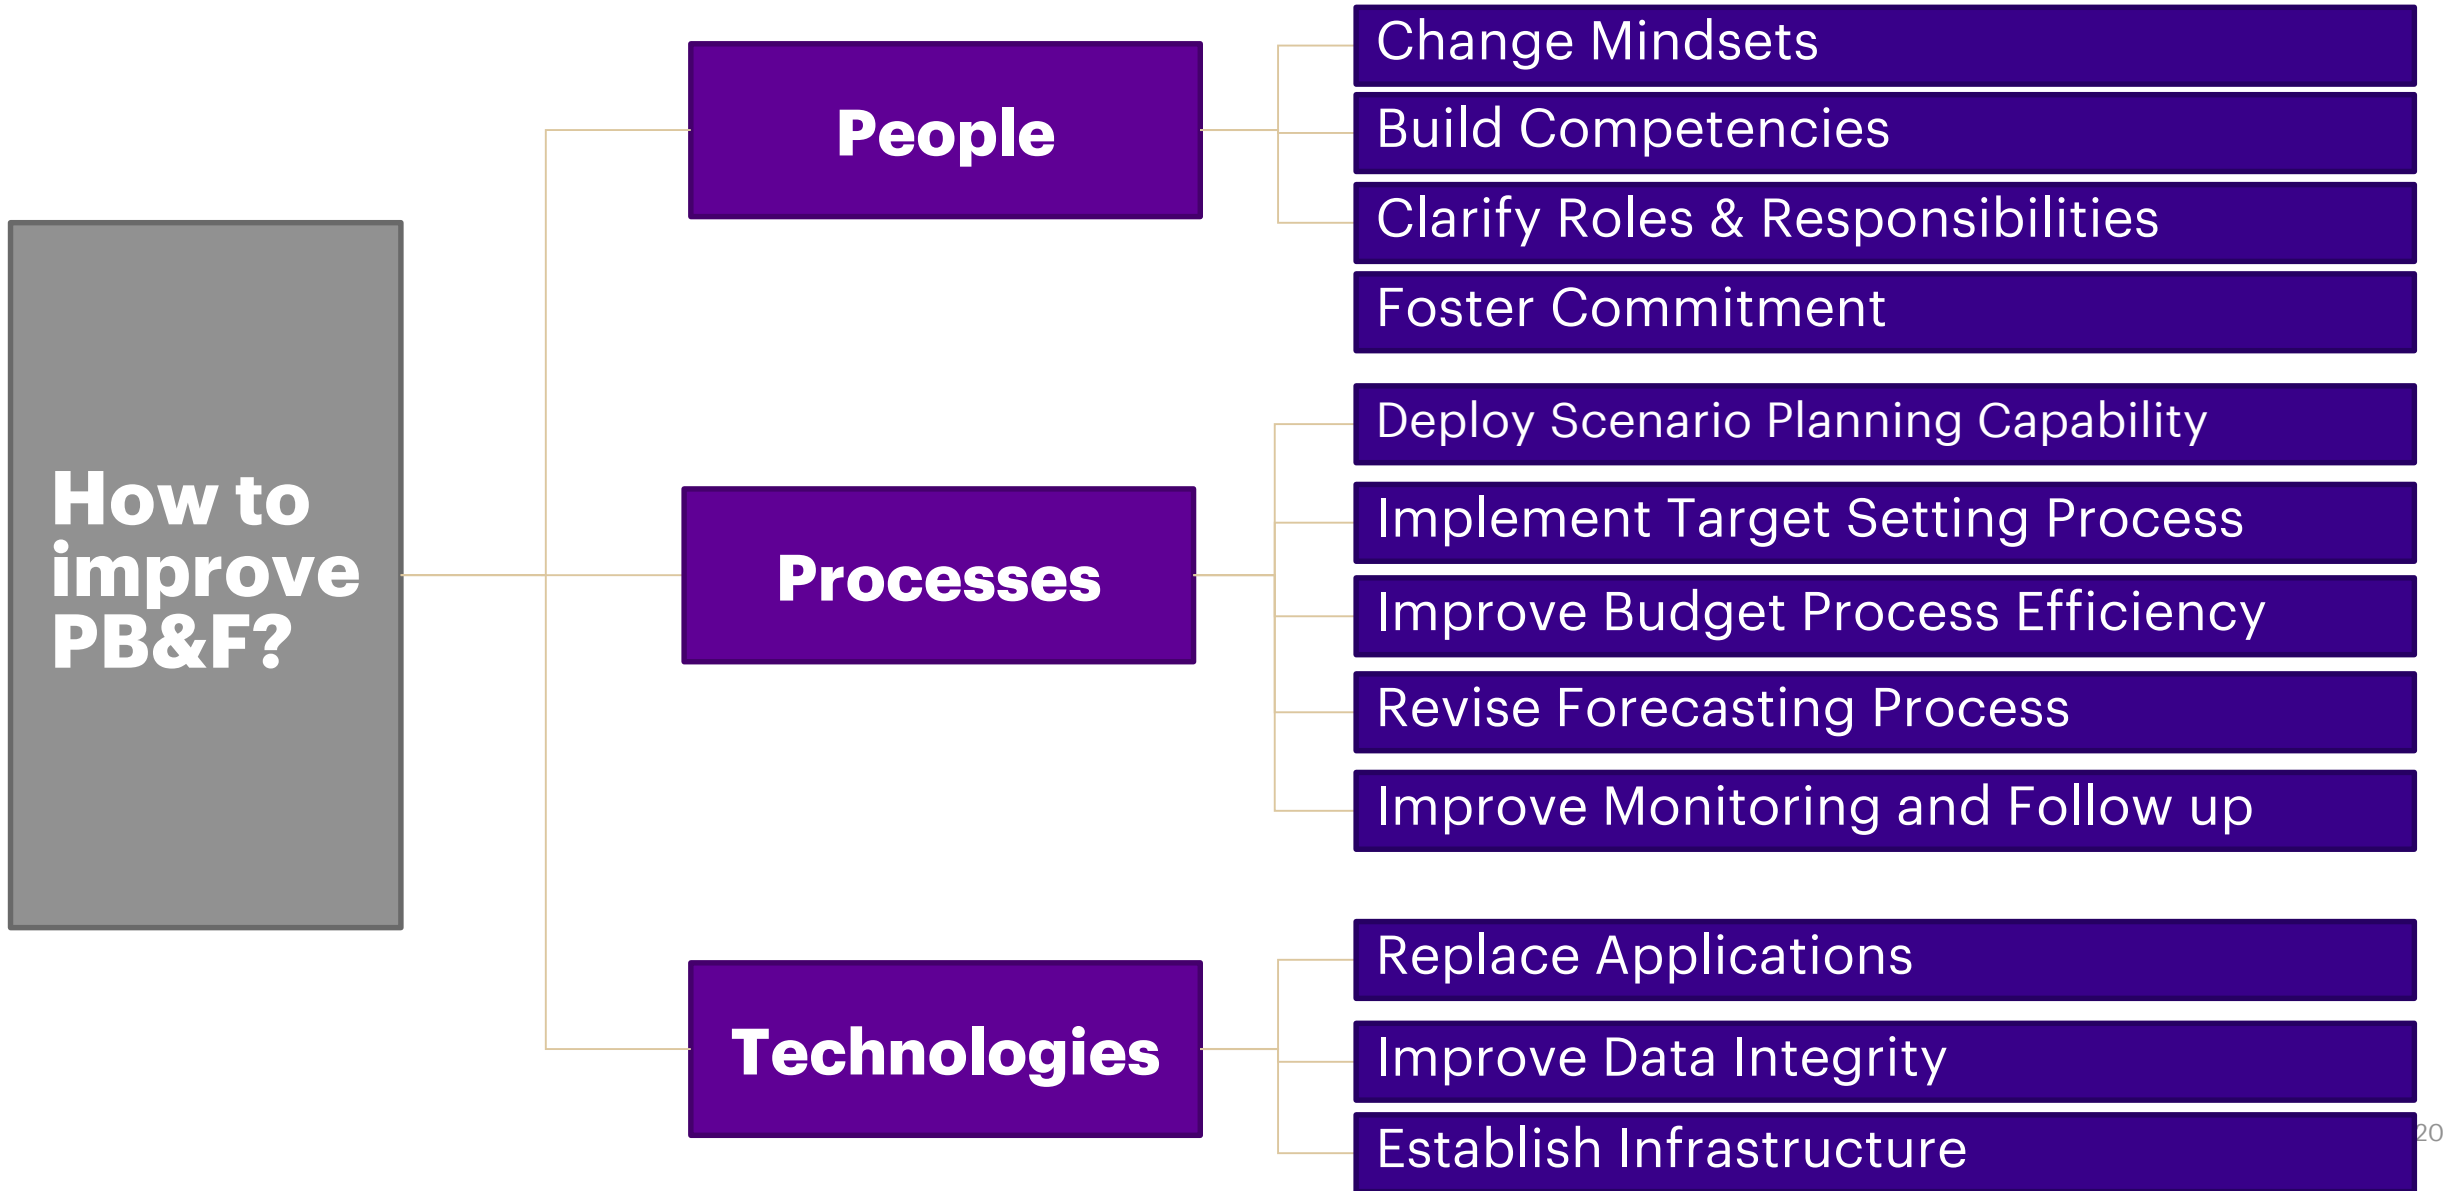 How to
improve
PB&F?
People
Change Mindsets
Build Competencies
Clarify Roles & Responsibilities
Foster Commitment
Processes
Deploy Scenario Planning Capability
Implement Target Setting Process
Improve Budget Process Efficiency
Revise Forecasting Process
Improve Monitoring and Follow up
Technologies
Replace Applications
Improve Data Integrity
Establish Infrastructure
20